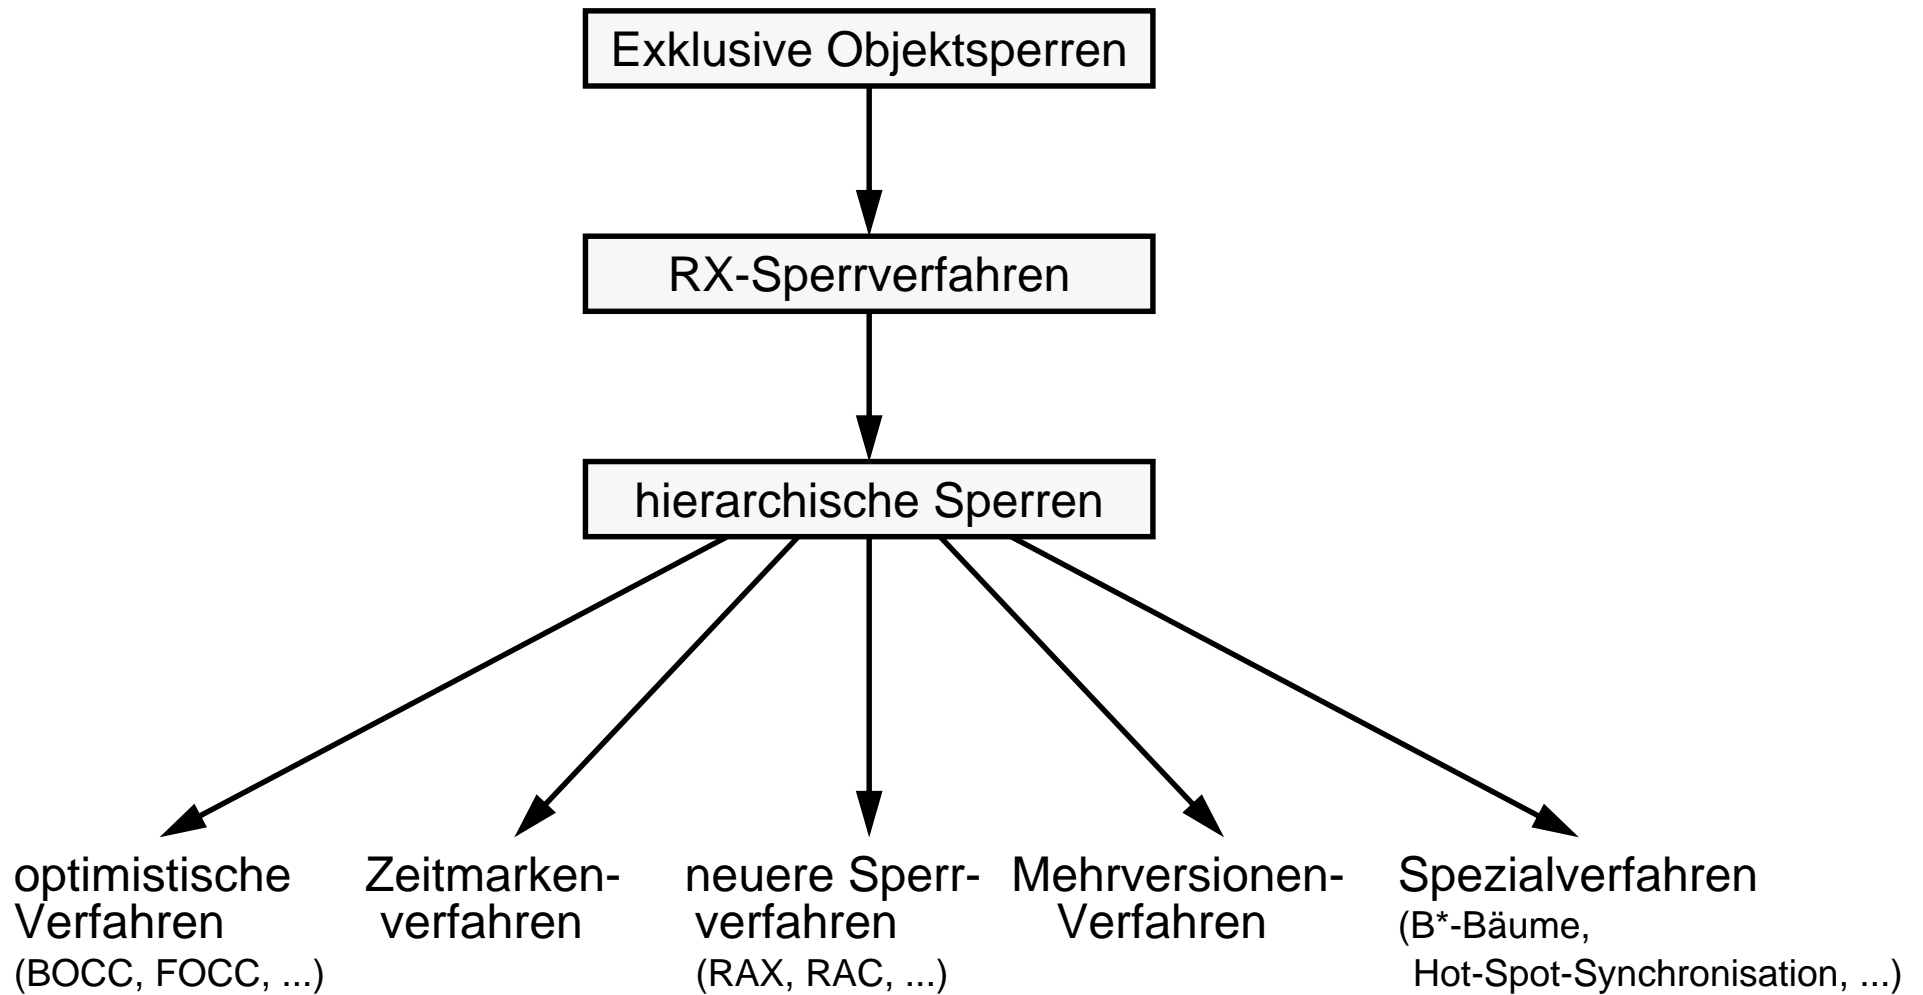 Exklusive Objektsperren
RX-Sperrverfahren
hierarchische Sperren
optimistische
Verfahren
(BOCC, FOCC, ...)
Zeitmarken-
verfahren
neuere Sperr-
verfahren
(RAX, RAC, ...)
Mehrversionen-
Verfahren
Spezialverfahren
(B*-Bäume,
Hot-Spot-Synchronisation, ...)